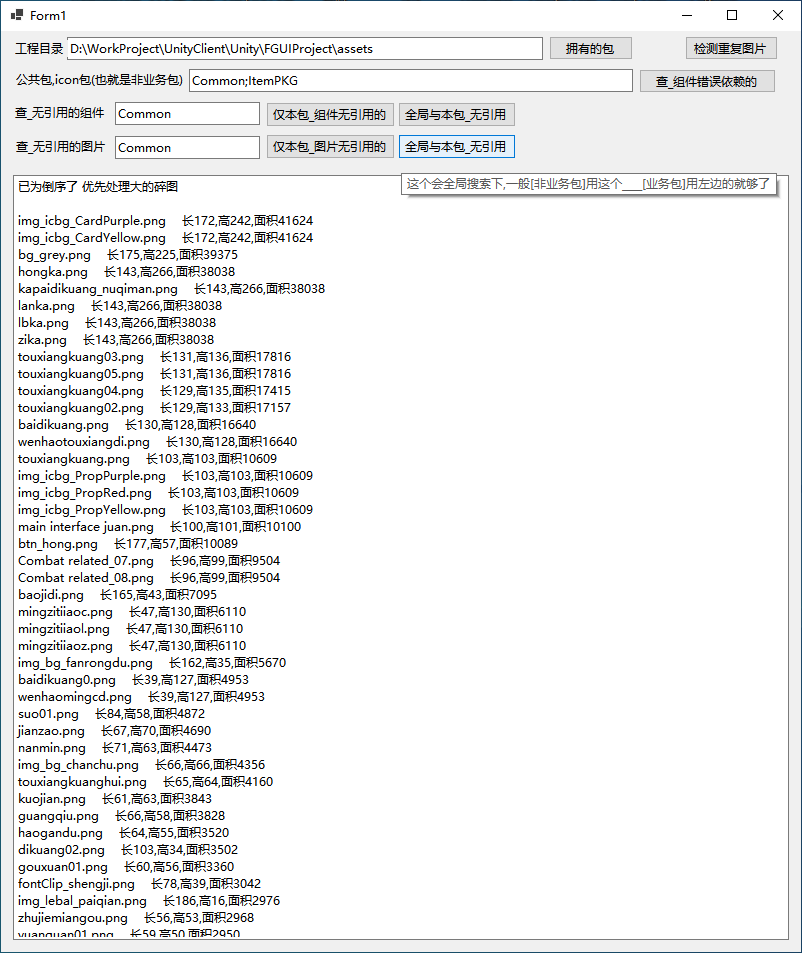 Form1
工程目录 D:\WorkProject\UnityClient\Unity\FGUIProject\assets 拥有的包 检测重复图片
公共包,icon包(也就是非业务包) Common;ItemPKG 查_组件错误依赖的
查_无引用的组件 Common 仅本包_组件无引用的 全局与本包_无引用
查_无引用的图片 Common 仅本包_图片无引用的 全局与本包_无引用
这个会全局搜索下,一般[非业务包]用这个____[业务包]用左边的就够了
已为倒序了 优先处理大的碎图
img_icbg_CardPurple.png 长172,高242,面积41624
img_icbg_CardYellow.png 长172,高242,面积41624
bg_grey.png 长175,高225,面积39375
hongka.png 长143,高266,面积38038
kapaidikuang_nuqiman.png 长143,高266,面积38038
lanka.png 长143,高266,面积38038
lbka.png 长143,高266,面积38038
zika.png 长143,高266,面积38038
touxiangkuang03.png 长131,高136,面积17816
touxiangkuang05.png 长131,高136,面积17816
touxiangkuang04.png 长129,高135,面积17415
touxiangkuang02.png 长129,高133,面积17157
baidikuang.png 长130,高128,面积16640
wenhaotouxiangdi.png 长130,高128,面积16640
touxiangkuang.png 长103,高103,面积10609
img_icbg_PropPurple.png 长103,高103,面积10609
img_icbg_PropRed.png 长103,高103,面积10609
img_icbg_PropYellow.png 长103,高103,面积10609
main interface juan.png 长100,高101,面积10100
btn_hong.png 长177,高57,面积10089
Combat related_07.png 长96,高99,面积9504
Combat related_08.png 长96,高99,面积9504
baojidi.png 长165,高43,面积7095
mingzitiiaoc.png 长47,高130,面积6110
mingzitiiaol.png 长47,高130,面积6110
mingzitiiaoz.png 长47,高130,面积6110
img_bg_fanrongdu.png 长162,高35,面积5670
baidikuang0.png 长39,高127,面积4953
wenhaomingcd.png 长39,高127,面积4953
suo01.png 长84,高58,面积4872
jianzao.png 长67,高70,面积4690
nanmin.png 长71,高63,面积4473
img_bg_chanchu.png 长66,高66,面积4356
touxiangkuanghui.png 长65,高64,面积4160
kuojian.png 长61,高63,面积3843
guangqiu.png 长66,高58,面积3828
haogandu.png 长64,高55,面积3520
dikuang02.png 长103,高34,面积3502
gouxuan01.png 长60,高56,面积3360
fontClip_shengji.png 长78,高39,面积3042
img_lebal_paiqian.png 长186,高16,面积2976
zhujiemiangou.png 长56,高53,面积2968
yuanquan01.png 长59,高50,面积2950